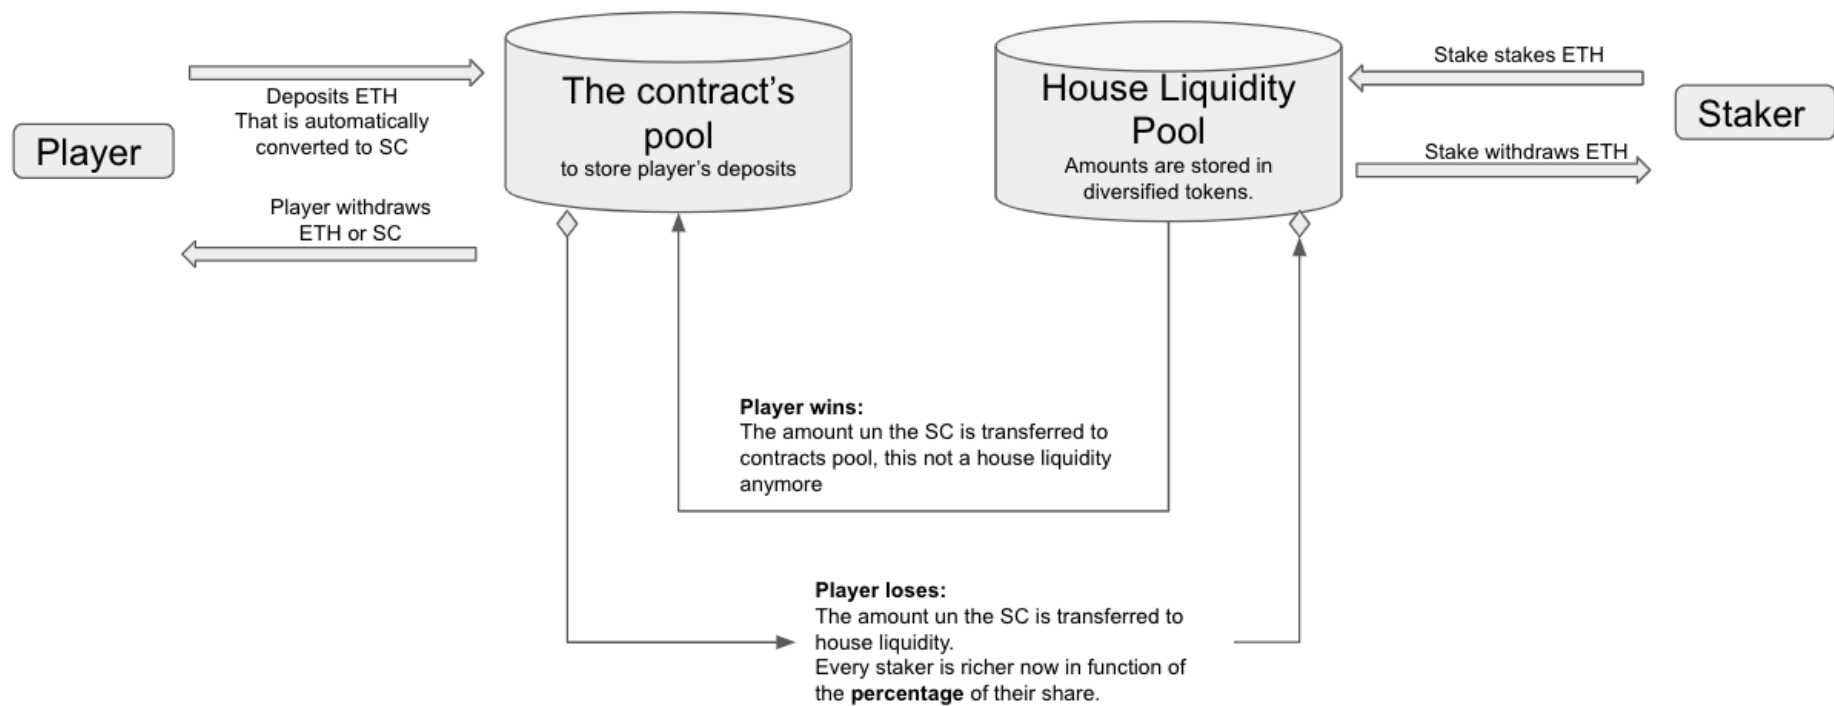 Player
Deposits ETH
That is automatically
converted to SC
Player withdraws
ETH or SC
The contract's
pool
to store player's deposits
House Liquidity
Pool
Amounts are stored in
diversified tokens.
Stake stakes ETH
Stake withdraws ETH
Staker
Player wins:
The amount un the SC is transferred to
contracts pool, this not a house liquidity
anymore
Player loses:
The amount un the SC is transferred to
house liquidity.
Every staker is richer now in function of
the percentage of their share.